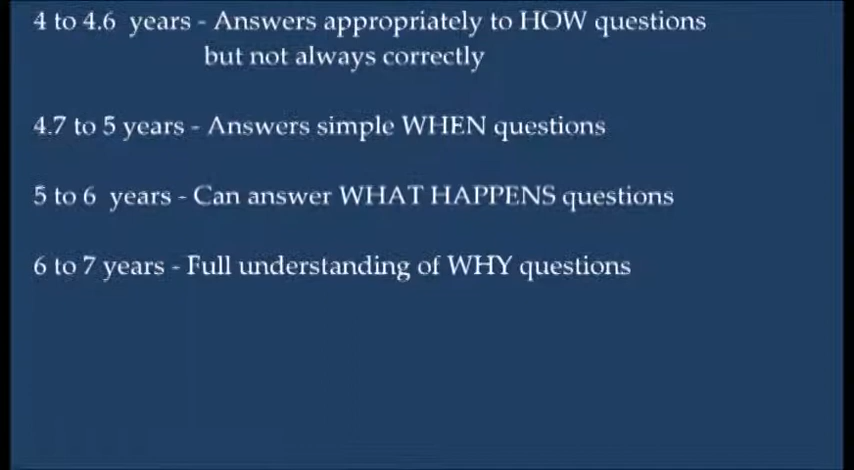 4 to 4.6 years - Answers appropriately to HOW questions
but not always correctly
4.7 to 5 years - Answers simple WHEN questions
5 to 6 years - Can answer WHAT HAPPENS questions
6 to 7 years - Full understanding of WHY questions